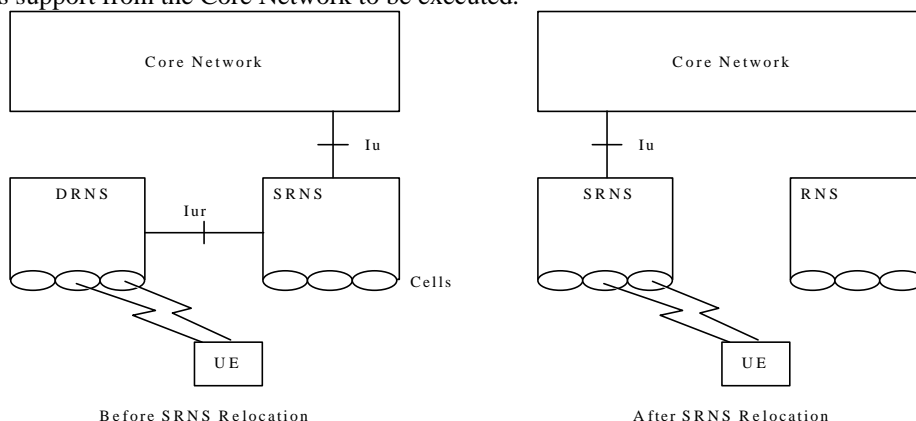 s support from the Core Network to be executed.
Core Network
Core Network
Iu
Iu
DRNS
SRNS
SRNS
RNS
Iur
Cells
UE
UE
Before SRNS Relocation
After SRNS Relocation